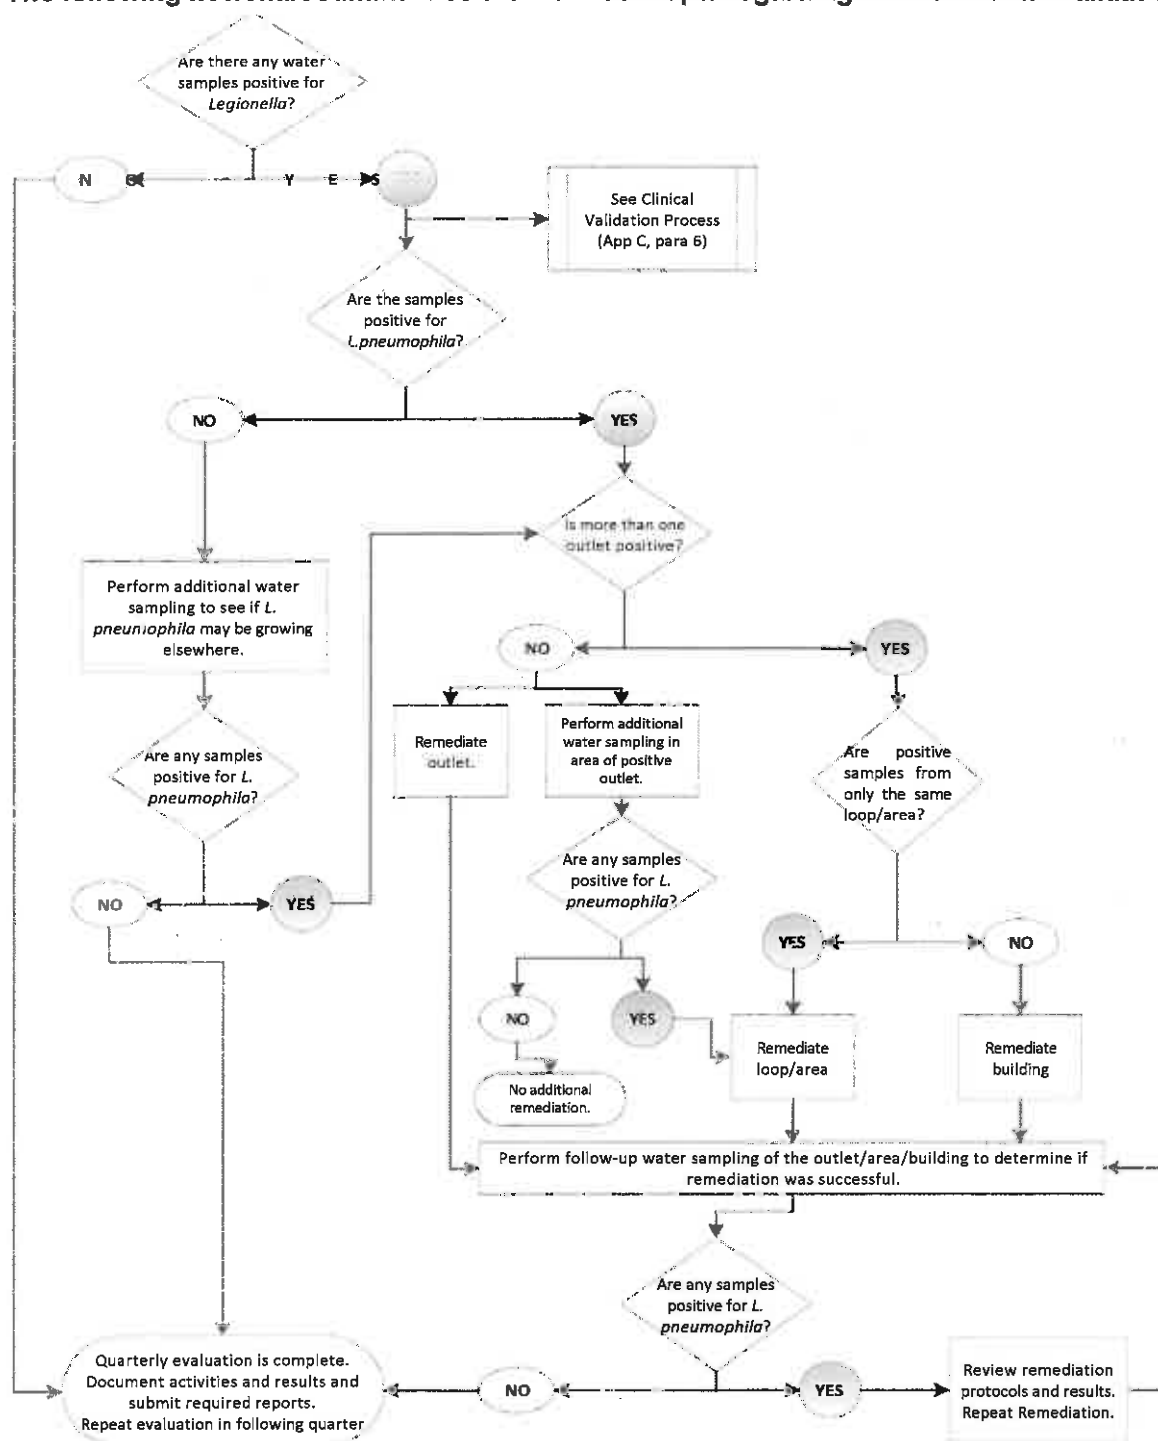 The following
Are there any water
samples positive for
Legionella?
N
Y E S
See Clinical
Validation Process
(App C, para 6)
Are the samples
positive for
L.pneumophila?
NO
YES
Is more than one
outlet positive?
Perform additional water
sampling to see if L.
pneumophila may be growing
elsewhere.
NO
YES
Remediate
outlet.
Perform additional
water sampling in
area of positive
outlet.
Are positive
samples from
only the same
loop/area?
Are any samples
positive for L.
pneumophila?
Are any samples
positive for L.
pneumophila?
NO
YES
YES
NO
NO
YES
Remediate
loop/area
Remediate
building
No additional
remediation.
Perform follow-up water sampling of the outlet/area/building to determine if
remediation was successful.
Are any samples
positive for L.
pneumophila?
Quarterly evaluation is complete.
Document activities and results and
submit required reports.
Repeat evaluation in following quarter
NO
YES
Review remediation
protocols and results.
Repeat Remediation.